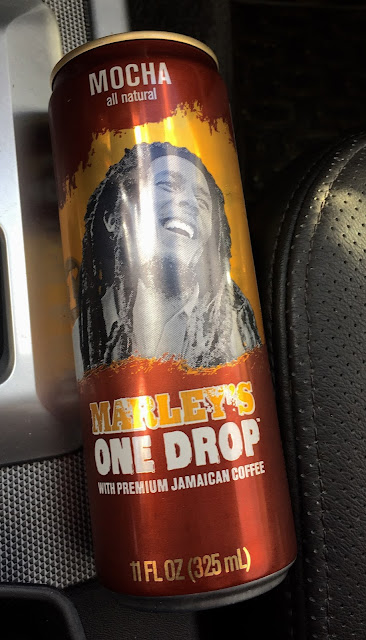 MOCHA
all natural
MARLEY'S
ONE DROP
WITH PREMIUM JAMAICAN COFFEE
11 FL OZ (325 mL)